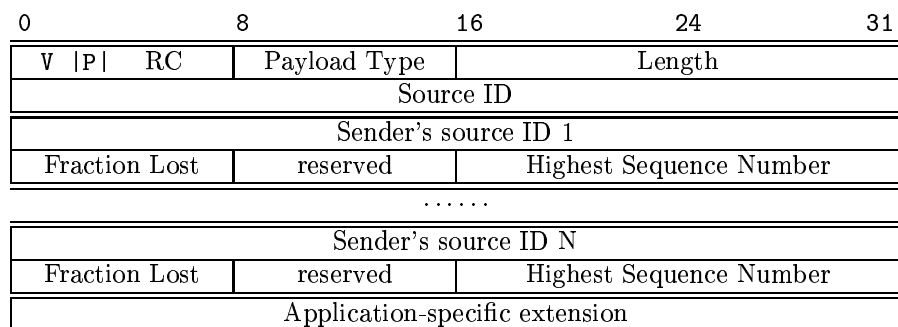 0 8 16 24 31
V |P| RC Payload Type Length
Source ID
Sender's source ID 1
Fraction Lost reserved Highest Sequence Number
......
Sender's source ID N
Fraction Lost reserved Highest Sequence Number
Application-specific extension